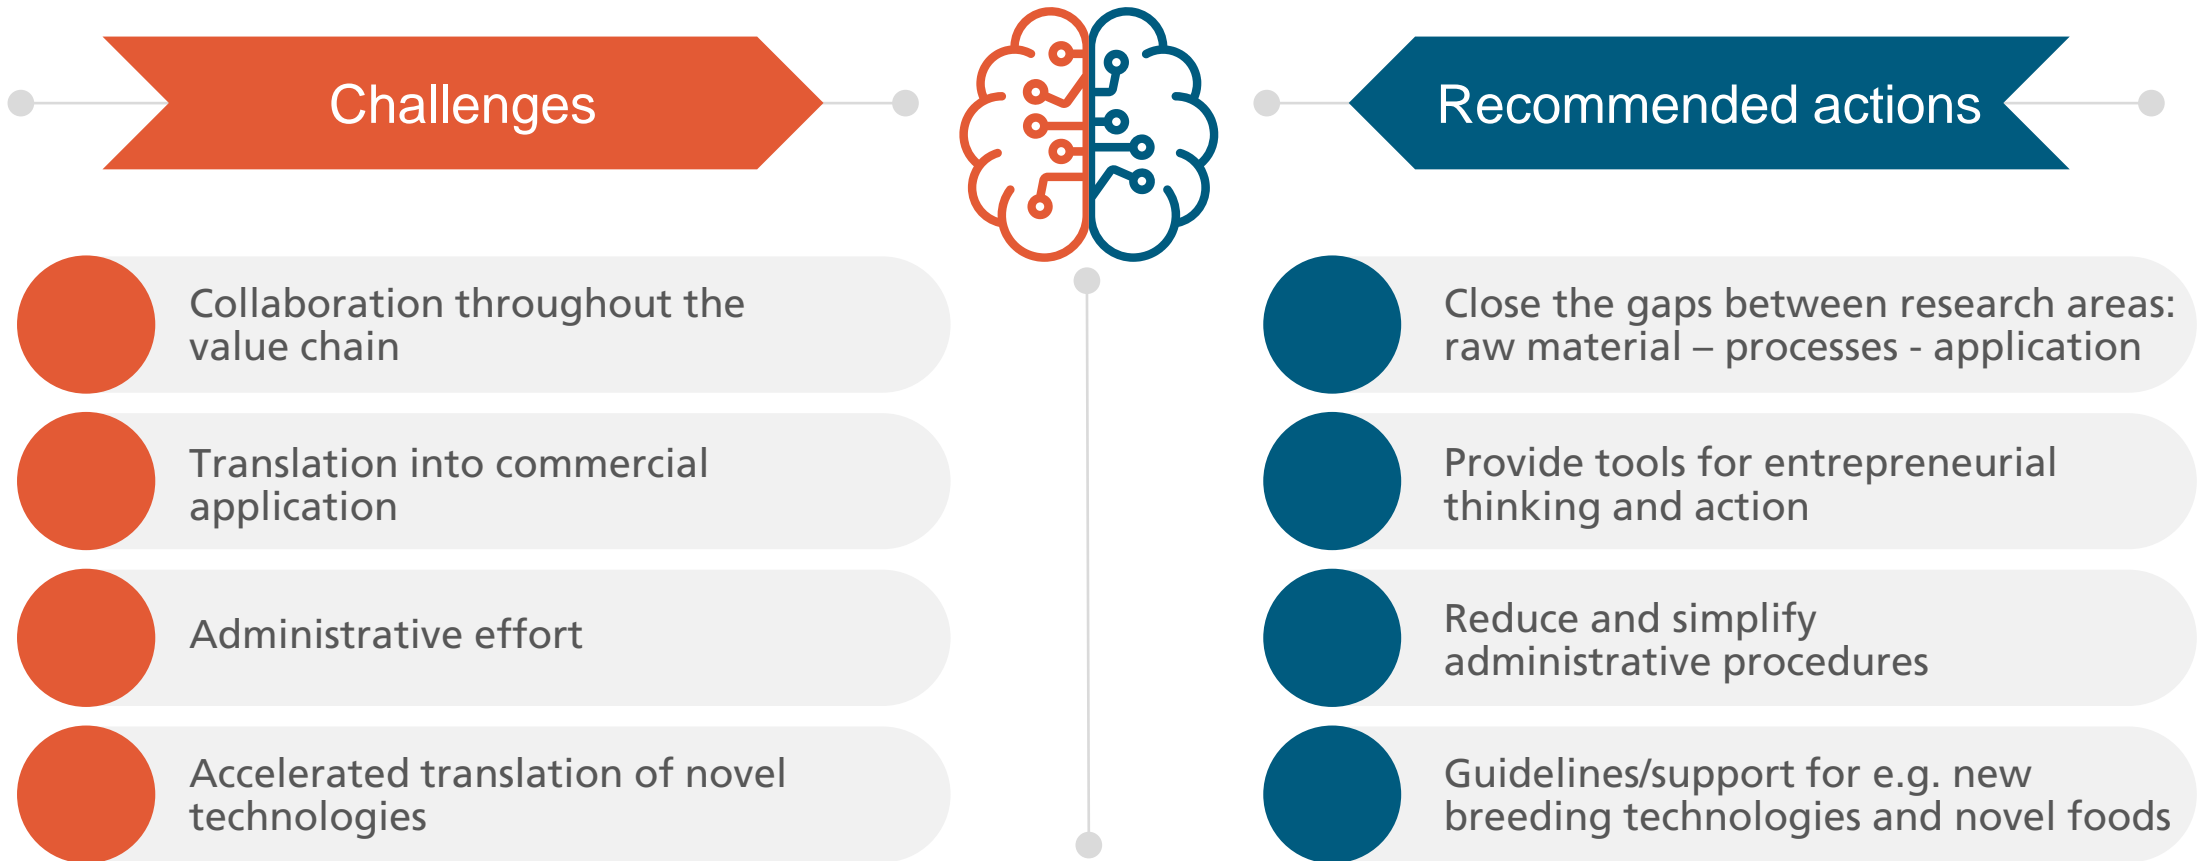 Challenges
Recommended actions
Collaboration throughout the
value chain
Translation into commercial
application
Administrative effort
Accelerated translation of novel
technologies
Close the gaps between research areas:
raw material – processes - application
Provide tools for entrepreneurial
thinking and action
Reduce and simplify
administrative procedures
Guidelines/support for e.g. new
breeding technologies and novel foods